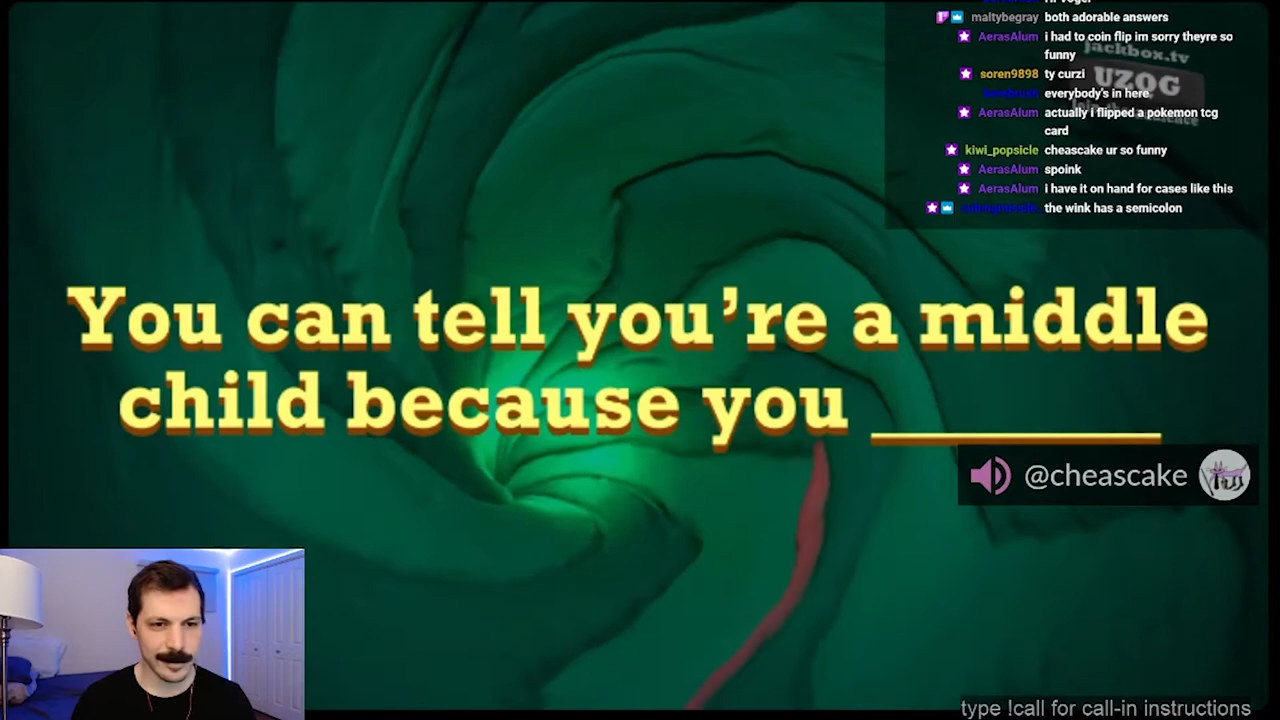 maltybegray both adorable answers
AerasAlum i had to coin flip im sorry theyre so
funny
soren9898 ty curzi
everybody's in here
AerasAlum actually i flipped a pokemon tcg
card
kiwi_popsicle cheascake ur so funny
AerasAlum spoink
AerasAlum i have it on hand for cases like this
the wink has a semicolon
jackbox.tv
UZQG
You can tell you're a middle
child because you
@cheascake
type !call for call-in instructions